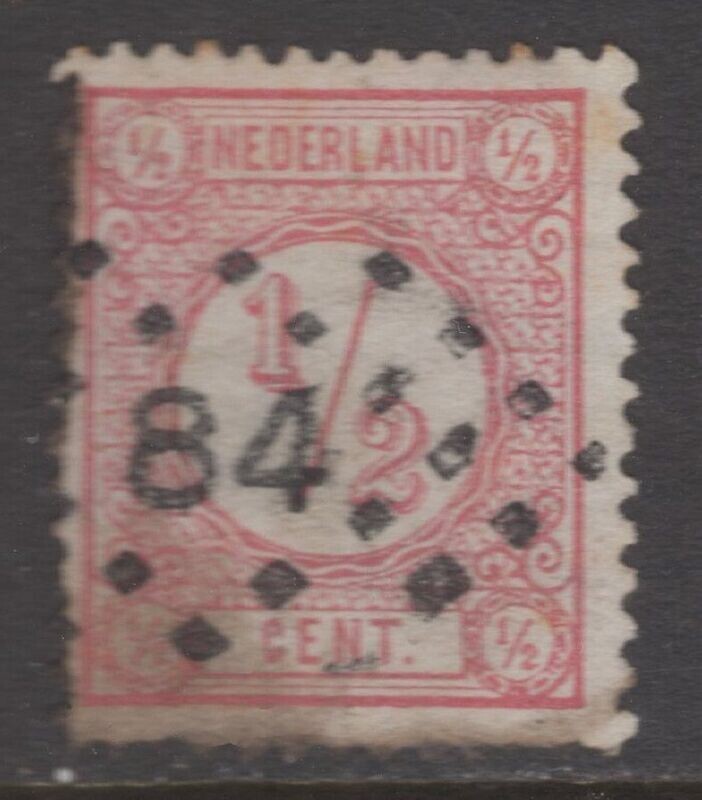 ½ NEDERLAND ½
1/2
84
½ CENT. ½